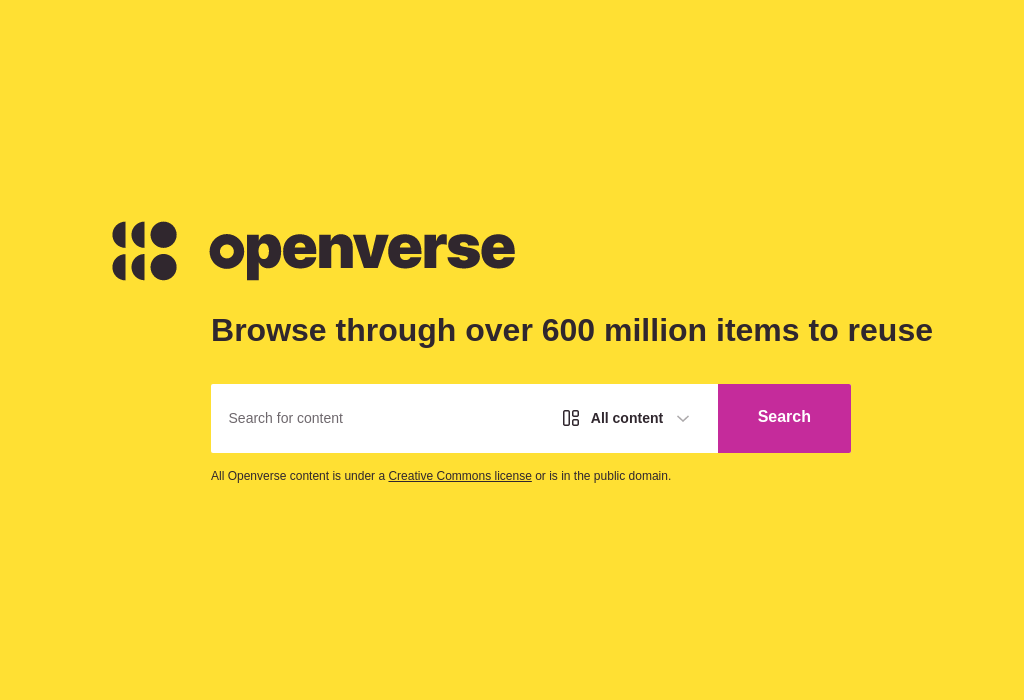 openverse
Browse through over 600 million items to reuse
Search for content All content Search
All Openverse content is under a Creative Commons license or is in the public domain.